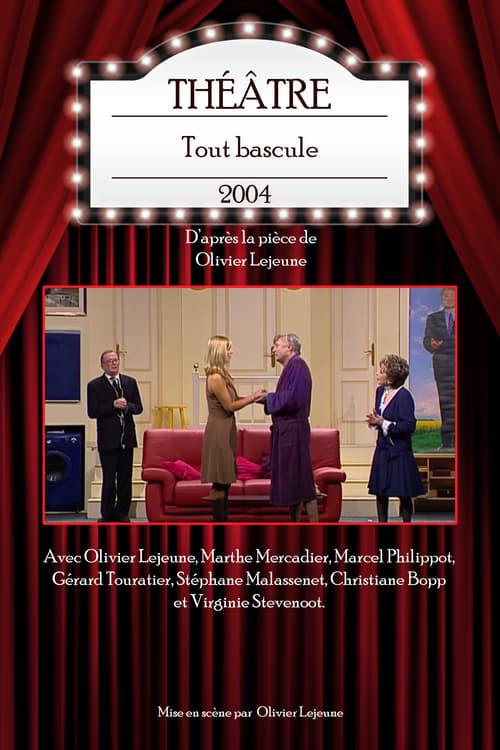 THÉÂTRE
Tout bascule
2004
D'après la pièce de
Olivier Lejeune
Avec Olivier Lejeune, Marthe Mercadier, Marcel Philippot,
Gérard Touratier, Stéphane Malassenet, Christiane Bopp
et Virginie Stevenoot.
Mise en scène par Olivier Lejeune